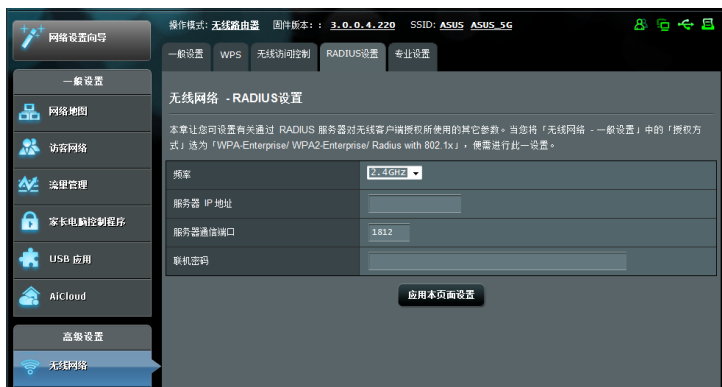 操作模式: 无线路由器 固件版本: : 3.0.0.4.220 SSID: ASUS ASUS_5G
网络设置向导
一般设置 WPS 无线访问控制 RADIUS设置 专业设置
一般设置
网络地图
访客网络
流量管理
家长电脑控制程序
USB 应用
AiCloud
高级设置
无线网络
无线网络 - RADIUS设置
本章让您可设置有关通过 RADIUS 服务器对无线客户端授权所使用的其它参数。当您将「无线网络 - 一般设置」中的「授权方
式」选为「WPA-Enterprise/ WPA2-Enterprise/ Radius with 802.1x」，便需进行此一设置。
频率 2.4GHZ
服务器 IP 地址
服务器通信端口 1812
联机密码
应用本页面设置